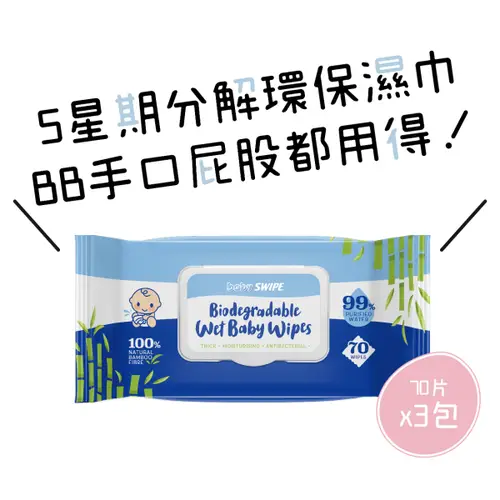 5星期分解環保濕巾
BB手口屁股都用得！
SWIPE
Biodegradable
Wet Baby Wipes
THICK • MOISTURISING • ANTIBACTERIAL
100%
NATURAL
BAMBOO
FIBRE
99%
PURIFIED
WATER
70
WIPES
70片
x3包